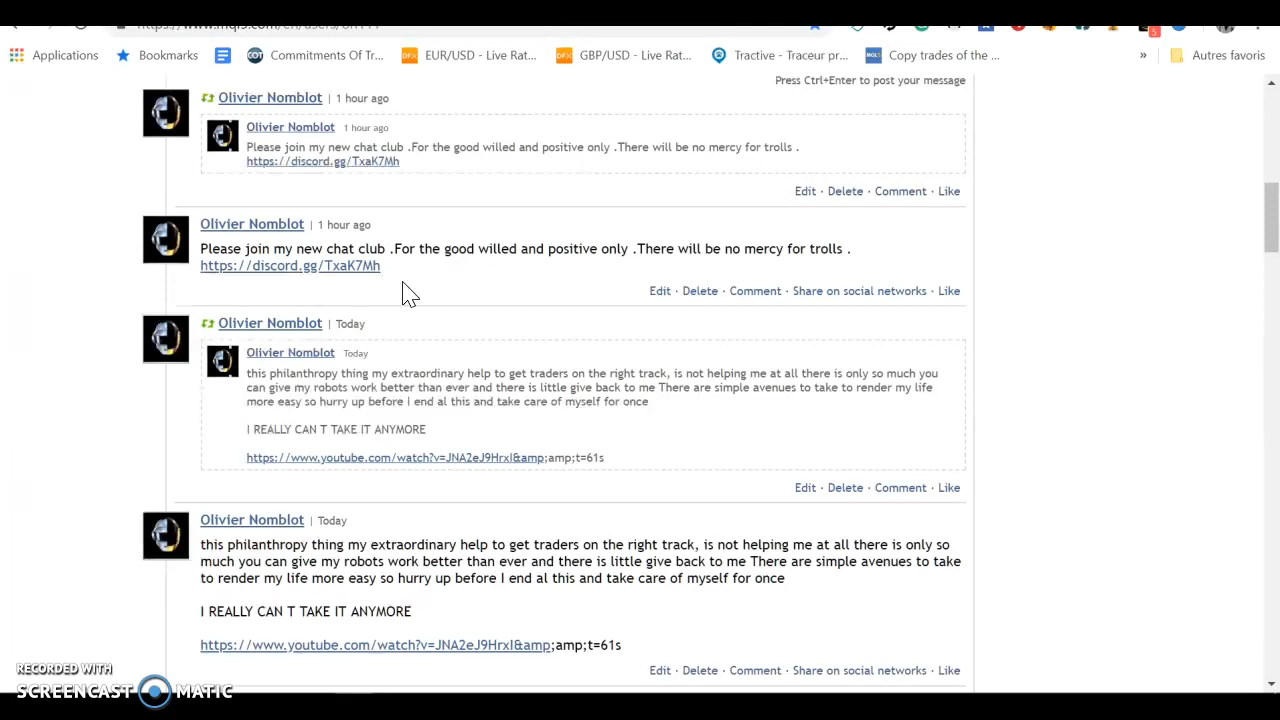 Applications
Bookmarks
COT
Commitments Of Tr...
DFX
EUR/USD - Live Rat...
DFX
GBP/USD - Live Rat...
Tractive - Traceur pr...
MQL5
Copy trades of the ...
»
Autres favoris
5
Press Ctrl+Enter to post your message
Olivier Nomblot | 1 hour ago
Olivier Nomblot 1 hour ago
Please join my new chat club .For the good willed and positive only .There will be no mercy for trolls .
https://discord.gg/TxaK7Mh
Edit · Delete · Comment · Like
Olivier Nomblot | 1 hour ago
Please join my new chat club .For the good willed and positive only .There will be no mercy for trolls .
https://discord.gg/TxaK7Mh
Edit · Delete · Comment · Share on social networks · Like
Olivier Nomblot | Today
Olivier Nomblot Today
this philanthropy thing my extraordinary help to get traders on the right track, is not helping me at all there is only so much you
can give my robots work better than ever and there is little give back to me There are simple avenues to take to render my life
more easy so hurry up before I end al this and take care of myself for once
I REALLY CAN T TAKE IT ANYMORE
https://www.youtube.com/watch?v=JNA2eJ9HrxI&amp;amp;t=61s
Edit · Delete · Comment · Like
Olivier Nomblot | Today
this philanthropy thing my extraordinary help to get traders on the right track, is not helping me at all there is only so
much you can give my robots work better than ever and there is little give back to me There are simple avenues to take
to render my life more easy so hurry up before I end al this and take care of myself for once
I REALLY CAN T TAKE IT ANYMORE
https://www.youtube.com/watch?v=JNA2eJ9HrxI&amp;amp;t=61s
Edit · Delete · Comment · Share on social networks · Like
RECORDED WITH
SCREENCAST MATIC